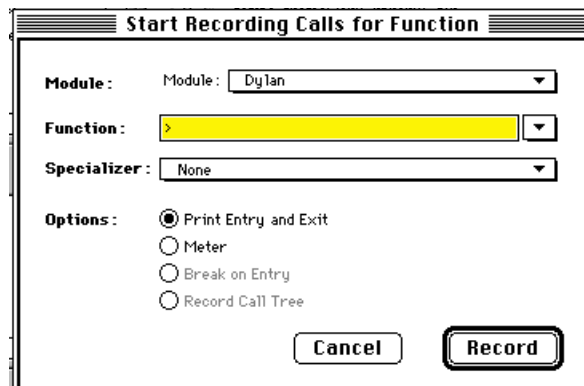 Start Recording Calls for Function
Module: Module: Dylan
Function: >
Specializer: None
Options: Print Entry and Exit
Meter
Break on Entry
Record Call Tree
Cancel Record